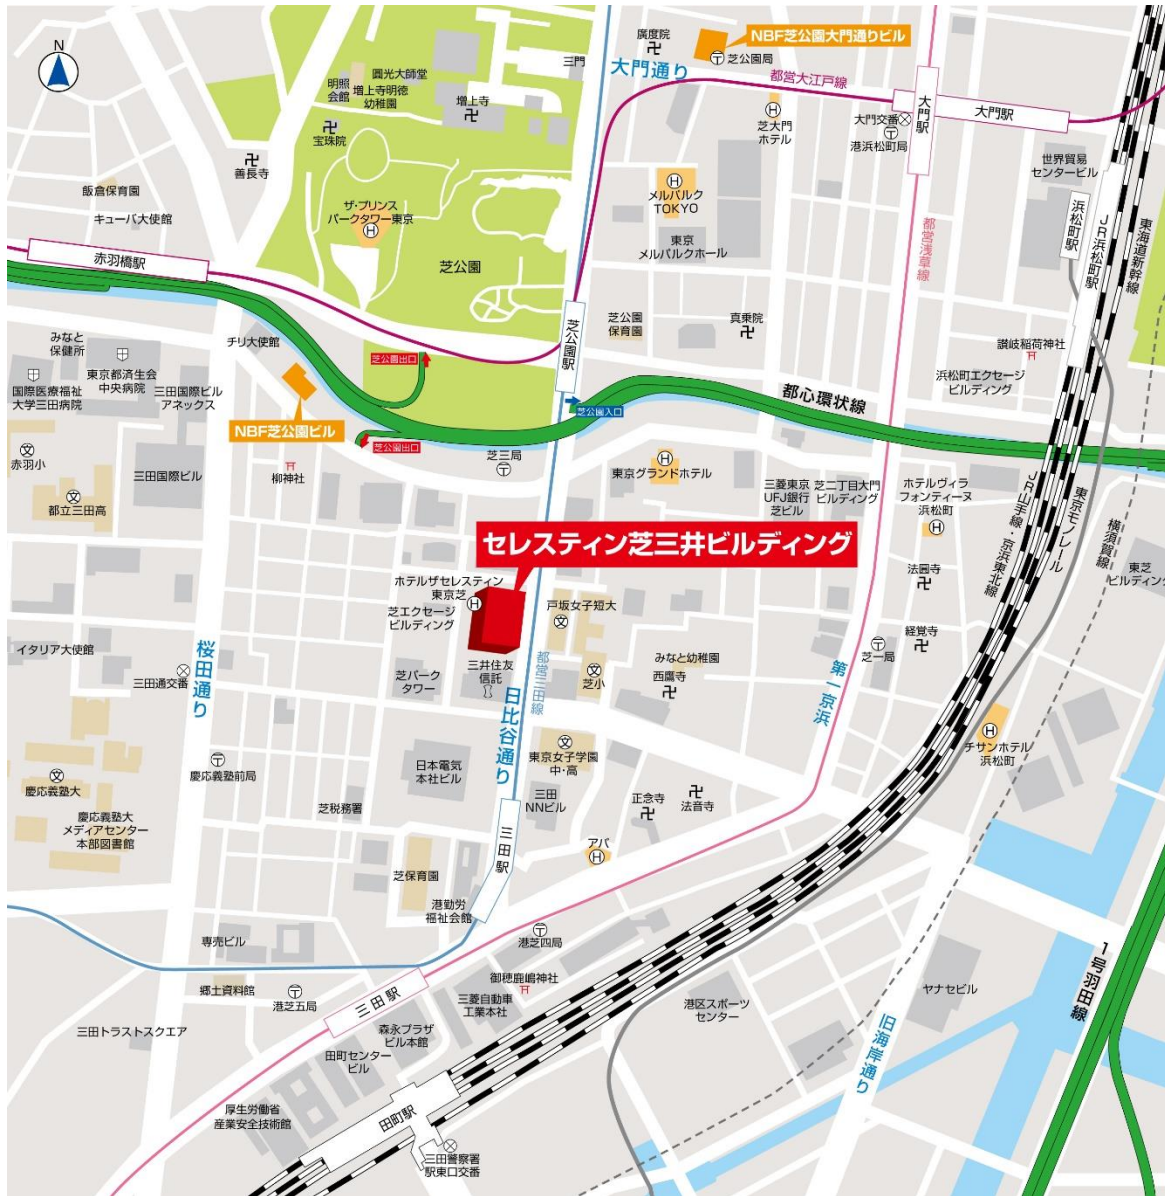 N
廣度院
NBF芝公園大門通りビル
芝公園局
三門
大門通り
都営大江戸線
圓光大師堂
明照
会館
増上寺明徳
幼稚園
増上寺
宝珠院
善長寺
芝大門
ホテル
大門交番
港浜松町局
大門駅
大門駅
世界貿易
センタービル
飯倉保育園
キューバ大使館
ザ・プリンス
パークタワー東京
メルパルク
TOKYO
東京
メルパルクホール
都営浅草線
浜松町駅
JR浜松町駅
東海道新幹線
赤羽橋駅
芝公園
芝公園駅
芝公園
保育園
真乗院
讃岐稲荷神社
浜松町エクセージ
ビルディング
みなと
保健所
チリ大使館
芝公園出口
国際医療福祉
大学三田病院
東京都済生会
中央病院
三田国際ビル
アネックス
都心環状線
芝公園入口
NBF芝公園ビル
芝公園出口
赤羽小
三田国際ビル
柳神社
芝三局
東京グランドホテル
三菱東京
UFJ銀行
芝ビル
芝二丁目大門
ビルディング
ホテルヴィラ
フォンティーヌ
浜松町
JR山手線・京浜東北線
東京モノレール
横須賀線
都立三田高
セレスティン芝三井ビルディング
法圓寺
東芝
ビルディング
ホテルザセレスティン
東京芝
芝エクセージ
ビルディング
戸坂女子短大
経覚寺
芝一局
イタリア大使館
三田通交番
桜田通り
芝パーク
タワー
三井住友
信託
日比谷通り
都営三田線
芝小
みなと幼稚園
西應寺
第一京浜
慶応義塾大
慶応義塾前局
日本電気
本社ビル
東京女子学園
中・高
チサンホテル
浜松町
慶応義塾大
メディアセンター
本部図書館
芝税務署
三田
NNビル
正念寺
法音寺
三田駅
アパ
芝保育園
港勤労
福祉会館
専売ビル
港芝四局
1号羽田線
郷土資料館
港芝五局
三田駅
御穂鹿嶋神社
三菱自動車
工業本社
港区スポーツ
センター
ヤナセビル
三田トラストスクエア
森永プラザ
ビル本館
田町センター
ビル
旧海岸通り
厚生労働省
産業安全技術館
田町駅
三田警察署
駅東口交番